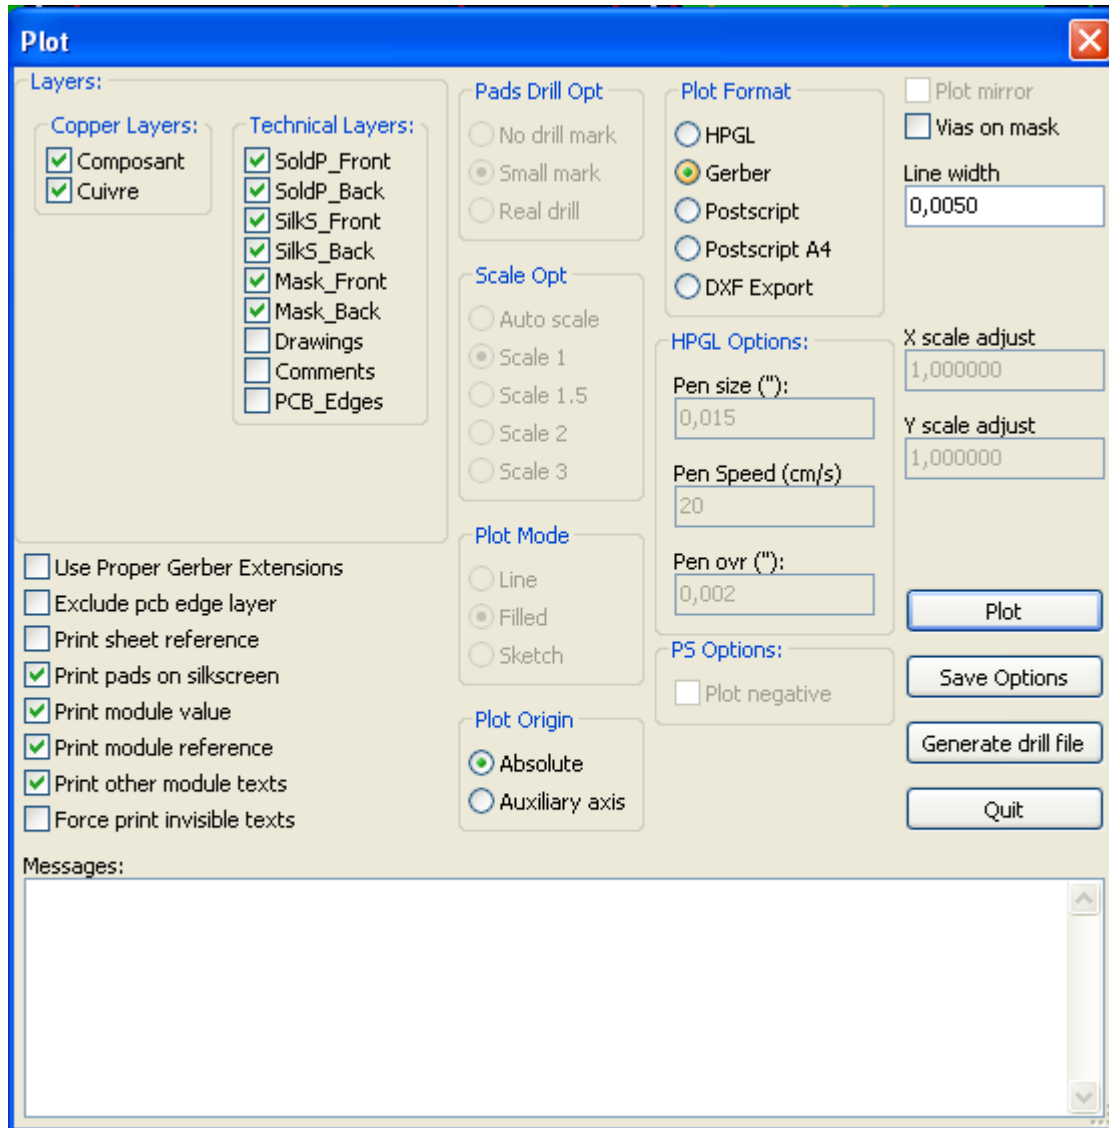 Plot
Layers:
Copper Layers:
Composant
Cuivre
Technical Layers:
SoldP_Front
SoldP_Back
SilkS_Front
SilkS_Back
Mask_Front
Mask_Back
Drawings
Comments
PCB_Edges
Use Proper Gerber Extensions
Exclude pcb edge layer
Print sheet reference
Print pads on silkscreen
Print module value
Print module reference
Print other module texts
Force print invisible texts
Pads Drill Opt
No drill mark
Small mark
Real drill
Scale Opt
Auto scale
Scale 1
Scale 1.5
Scale 2
Scale 3
Plot Mode
Line
Filled
Sketch
Plot Origin
Absolute
Auxiliary axis
Plot Format
HPGL
Gerber
Postscript
Postscript A4
DXF Export
HPGL Options:
Pen size ("):
0,015
Pen Speed (cm/s)
20
Pen ovr ("):
0,002
PS Options:
Plot negative
Plot mirror
Vias on mask
Line width
0,0050
X scale adjust
1,000000
Y scale adjust
1,000000
Plot
Save Options
Generate drill file
Quit
Messages: